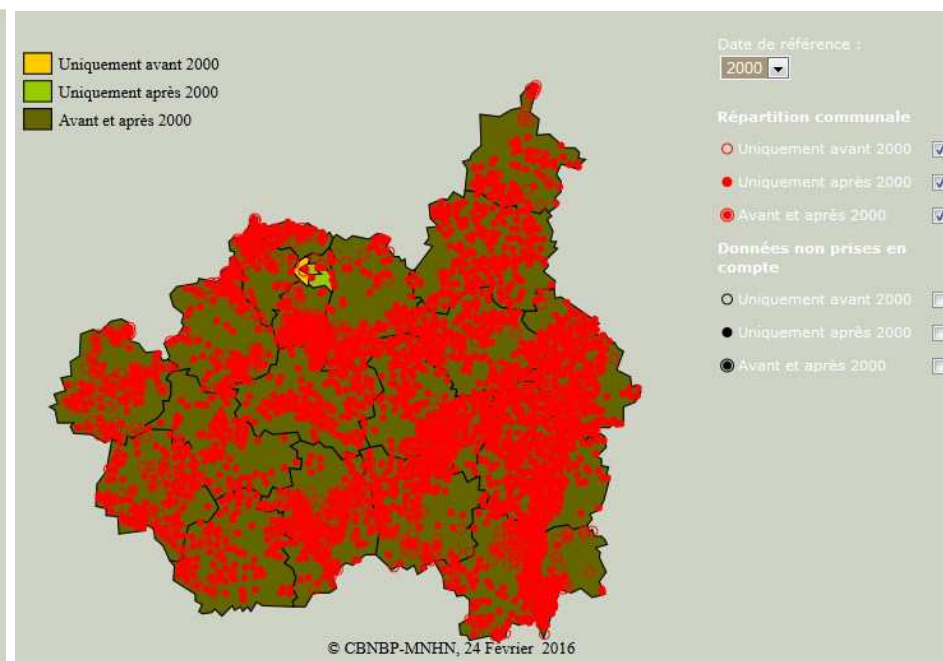 Uniquement avant 2000
Uniquement après 2000
Avant et après 2000
Date de référence :
2000
Répartition communale
Uniquement avant 2000
Uniquement après 2000
Avant et après 2000
Données non prises en
compte
Uniquement avant 2000
Uniquement après 2000
Avant et après 2000
© CBNBP-MNHN, 24 Février 2016